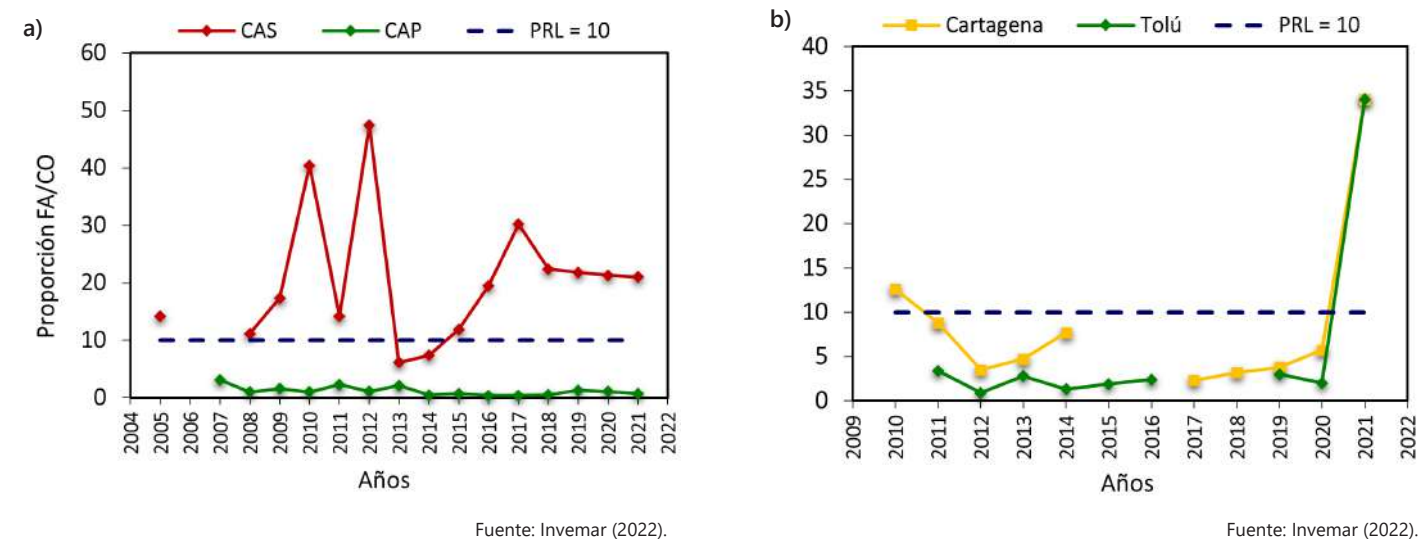 a)
CAS CAP PRL = 10
60
50
40
30
20
10
0
Proporción FA/CO
2004 2005 2006 2007 2008 2009 2010 2011 2012 2013 2014 2015 2016 2017 2018 2019 2020 2021 2022
Años
Fuente: Invemar (2022).
b)
Cartagena Tolú PRL = 10
40
35
30
25
20
15
10
5
0
2009 2010 2011 2012 2013 2014 2015 2016 2017 2018 2019 2020 2021 2022
Años
Fuente: Invemar (2022).